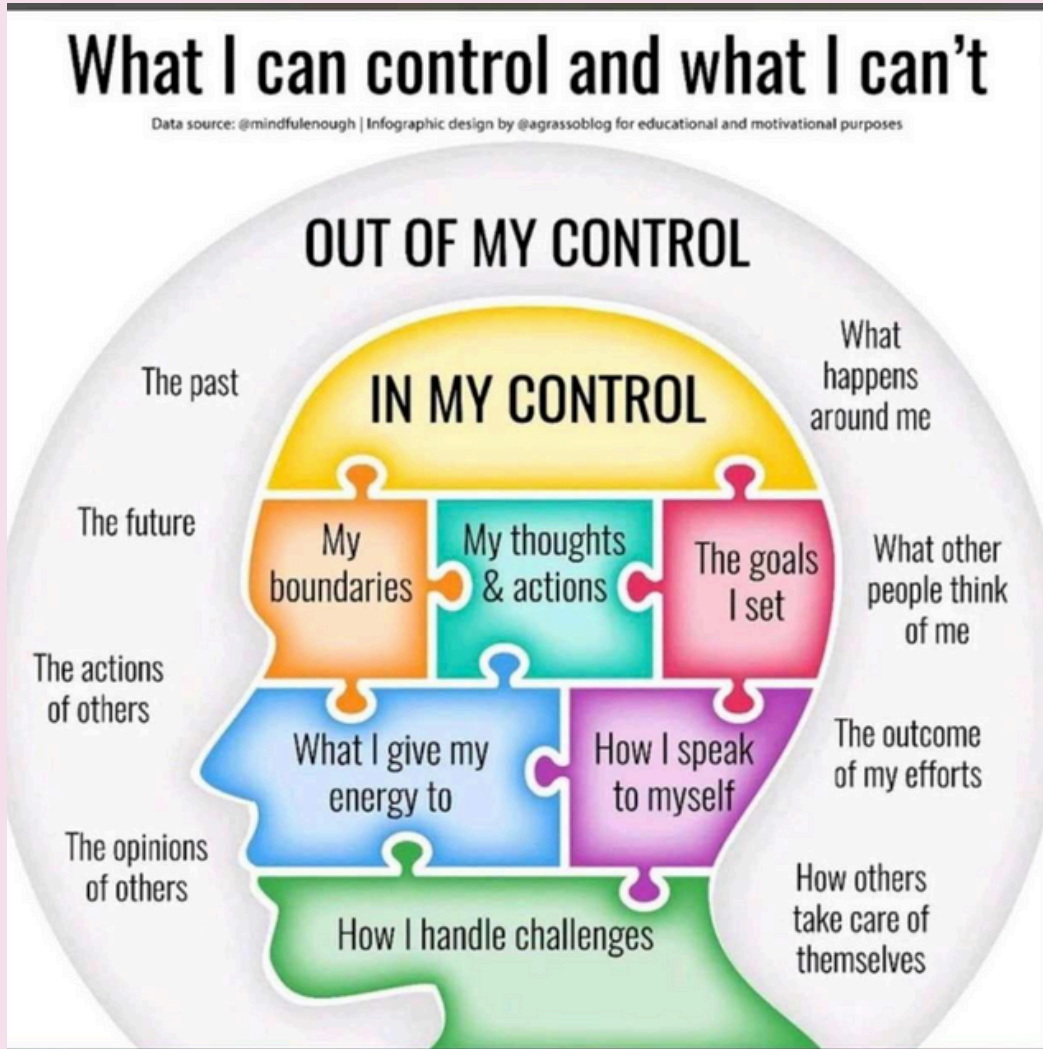 What I can control and what I can't
Data source: @mindfulenough | Infographic design by @agrassoblog for educational and motivational purposes
OUT OF MY CONTROL
IN MY CONTROL
My
boundaries
My thoughts
& actions
The goals
I set
What I give my
energy to
How I speak
to myself
How I handle challenges
The past
The future
The actions
of others
The opinions
of others
What
happens
around me
What other
people think
of me
The outcome
of my efforts
How others
take care of
themselves